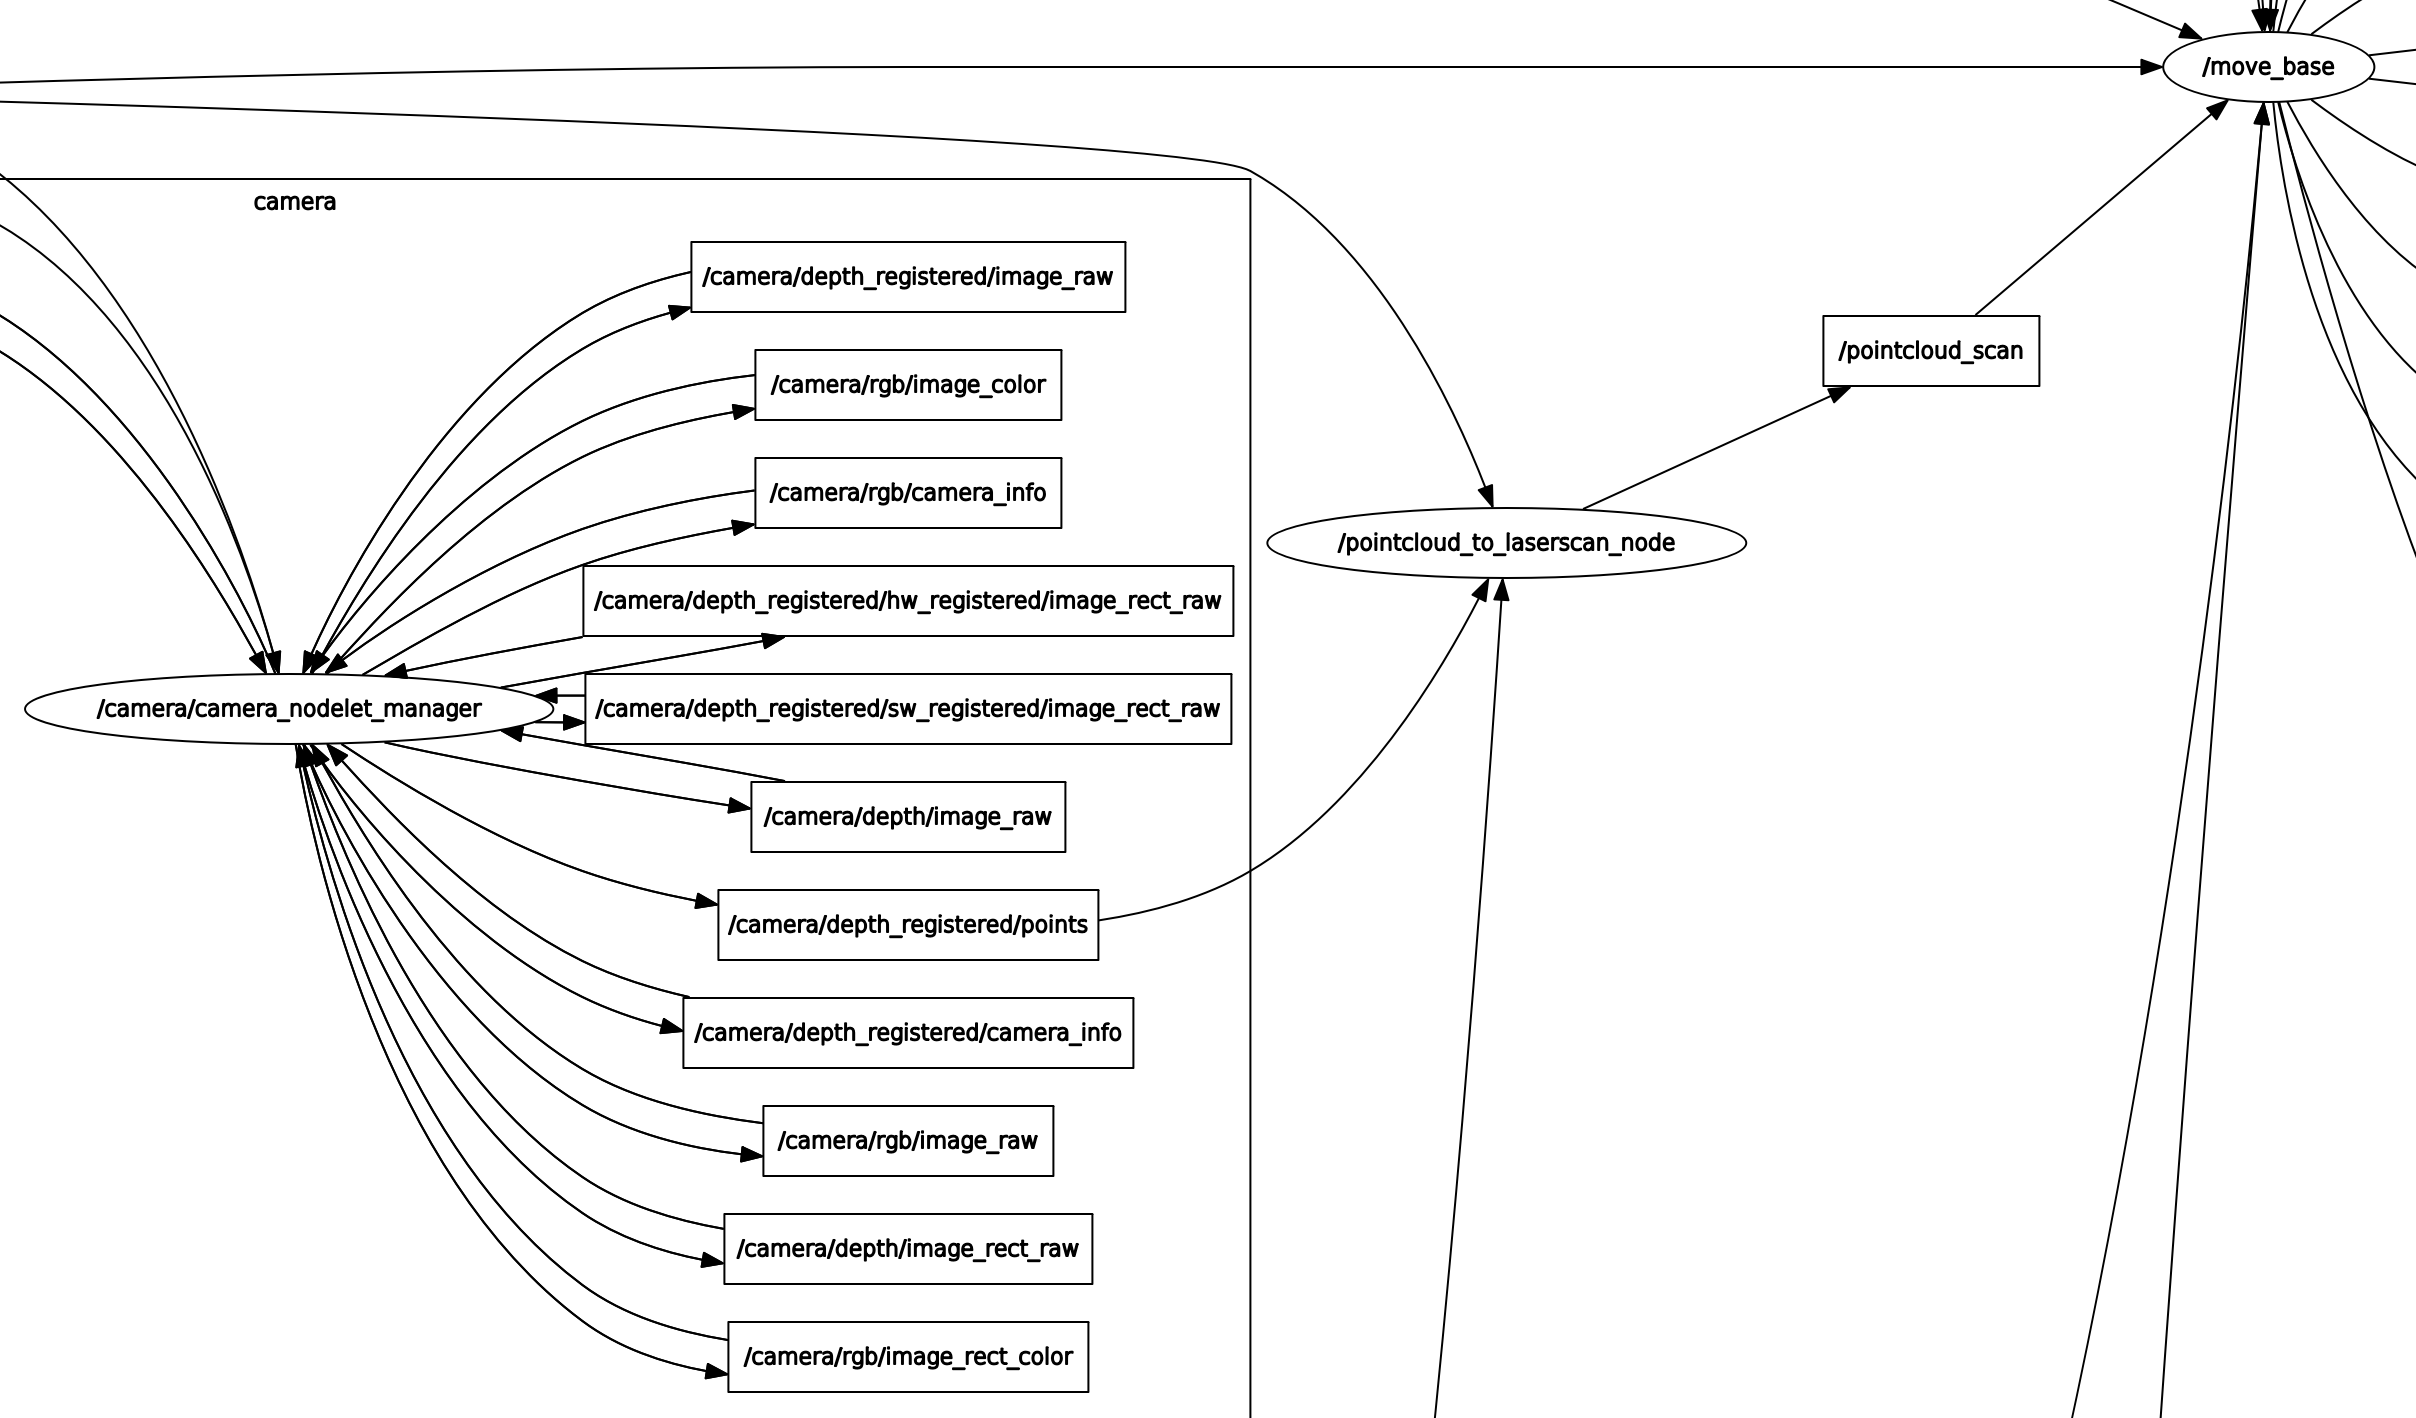 /move_base
camera
/camera/depth_registered/image_raw
/pointcloud_scan
/camera/rgb/image_color
/camera/rgb/camera_info
/pointcloud_to_laserscan_node
/camera/depth_registered/hw_registered/image_rect_raw
/camera/camera_nodelet_manager
/camera/depth_registered/sw_registered/image_rect_raw
/camera/depth/image_raw
/camera/depth_registered/points
/camera/depth_registered/camera_info
/camera/rgb/image_raw
/camera/depth/image_rect_raw
/camera/rgb/image_rect_color